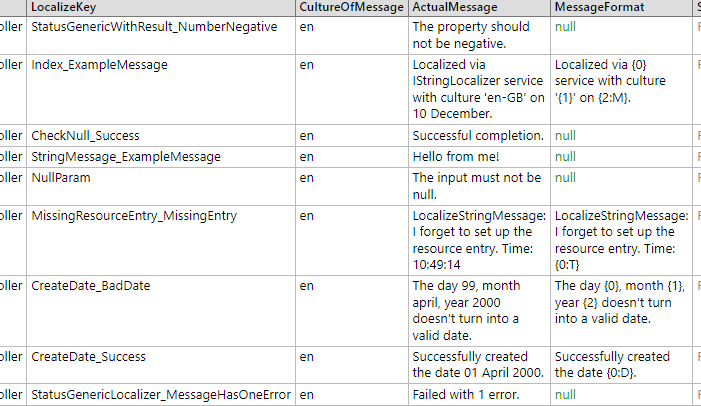 LocalizeKey CultureOfMessage ActualMessage MessageFormat
oller StatusGenericWithResult_NumberNegative en The property should null
not be negative.
oller Index_ExampleMessage en Localized via Localized via {0}
IStringLocalizer service service with culture
with culture 'en-GB' on '{1}' on {2:M}.
10 December.
oller CheckNull_Success en Successful completion. null
oller StringMessage_ExampleMessage en Hello from me! null
oller NullParam en The input must not be null
null.
oller MissingResourceEntry_MissingEntry en LocalizeStringMessage: LocalizeStringMessage:
I forget to set up the I forget to set up the
resource entry. Time: resource entry. Time:
10:49:14 {0:T}
oller CreateDate_BadDate en The day 99, month The day {0}, month {1},
april, year 2000 year {2} doesn't turn
doesn't turn into a into a valid date.
valid date.
oller CreateDate_Success en Successfully created Successfully created
the date 01 April 2000. the date {0:D}.
oller StatusGenericLocalizer_MessageHasOneError en Failed with 1 error. null